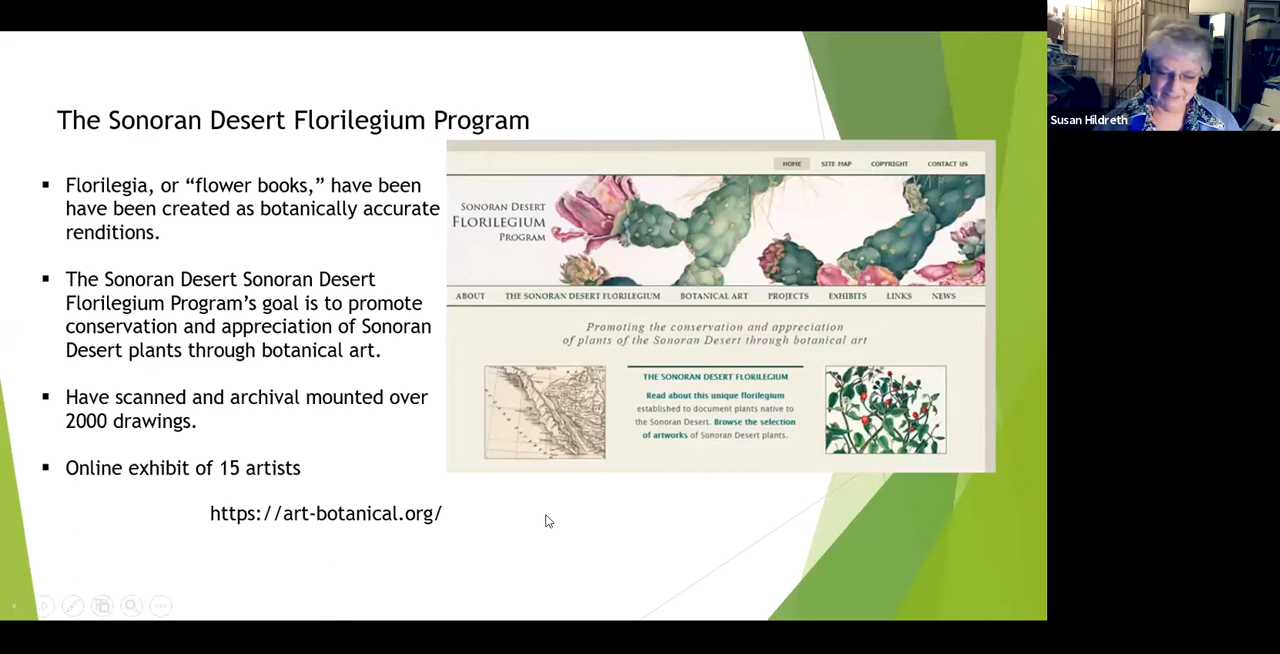 The Sonoran Desert Florilegium Program
Florilegia, or “flower books,” have been
have been created as botanically accurate
renditions.
The Sonoran Desert Sonoran Desert
Florilegium Program’s goal is to promote
conservation and appreciation of Sonoran
Desert plants through botanical art.
Have scanned and archival mounted over
2000 drawings.
Online exhibit of 15 artists
https://art-botanical.org/
HOME SITE MAP COPYRIGHT CONTACT US
SONORAN DESERT
FLORILEGIUM
PROGRAM
ABOUT THE SONORAN DESERT FLORILEGIUM BOTANICAL ART PROJECTS EXHIBITS LINKS NEWS
Promoting the conservation and appreciation
of plants of the Sonoran Desert through botanical art
THE SONORAN DESERT FLORILEGIUM
Read about this unique florilegium
established to document plants native to
the Sonoran Desert. Browse the selection
of artworks of Sonoran Desert plants.
Susan Hildreth